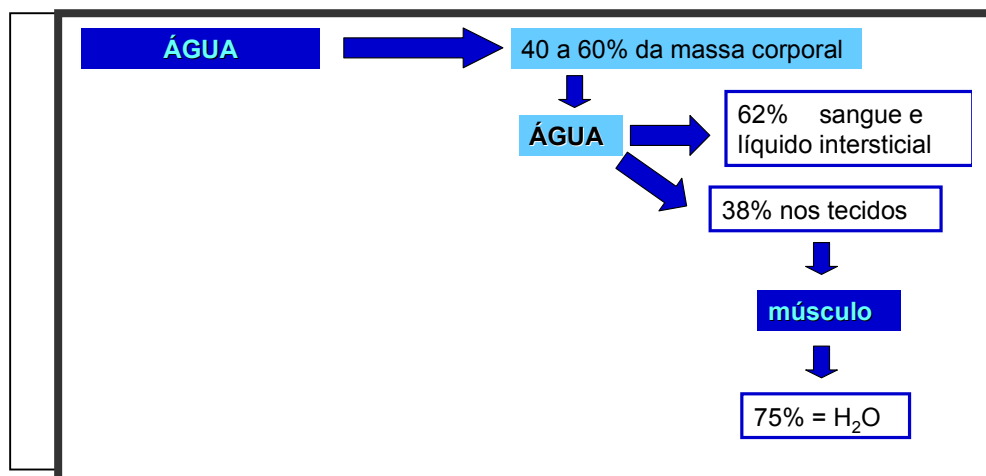 ÁGUA
40 a 60% da massa corporal
ÁGUA
62% sangue e
líquido intersticial
38% nos tecidos
músculo
75% = H₂O